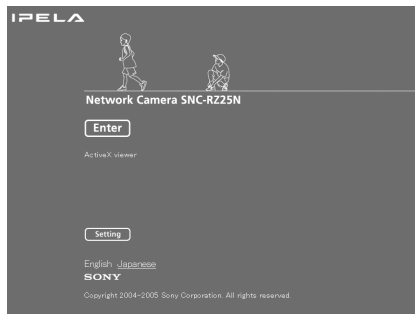 IPELA
Network Camera SNC-RZ25N
Enter
ActiveX viewer
Setting
English Japanese
SONY
Copyright 2004-2005 Sony Corporation. All rights reserved.